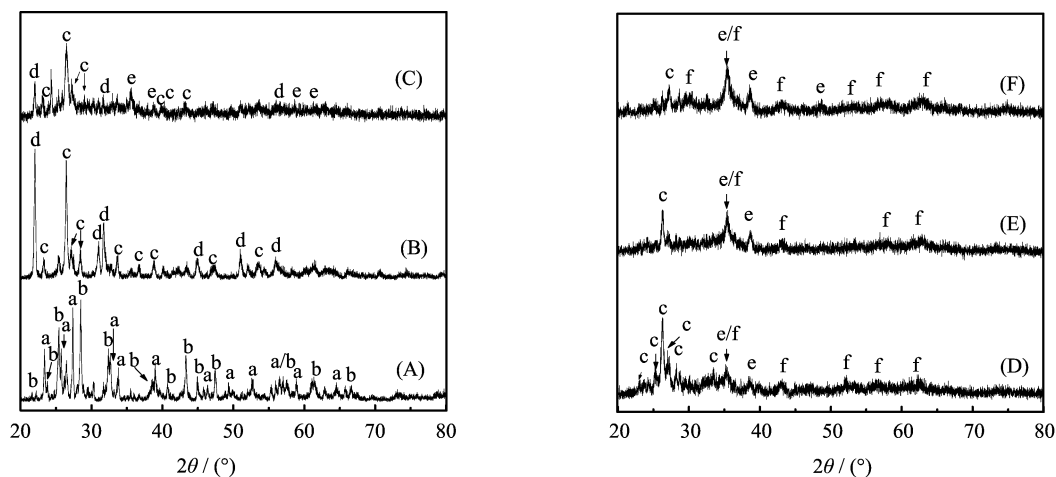 c
d c c d e e c c c d e e (C)
d c c d d c c c d c d c d (B)
b a b b a a b b a a b a b a b b a b a a a/b a b a b b (A)
20 30 40 50 60 70 80
2θ / (°)
e/f
c f e f e f f f (F)
e/f
c e f f f (E)
c e/f
c c c c c e f f f f (D)
20 30 40 50 60 70 80
2θ / (°)